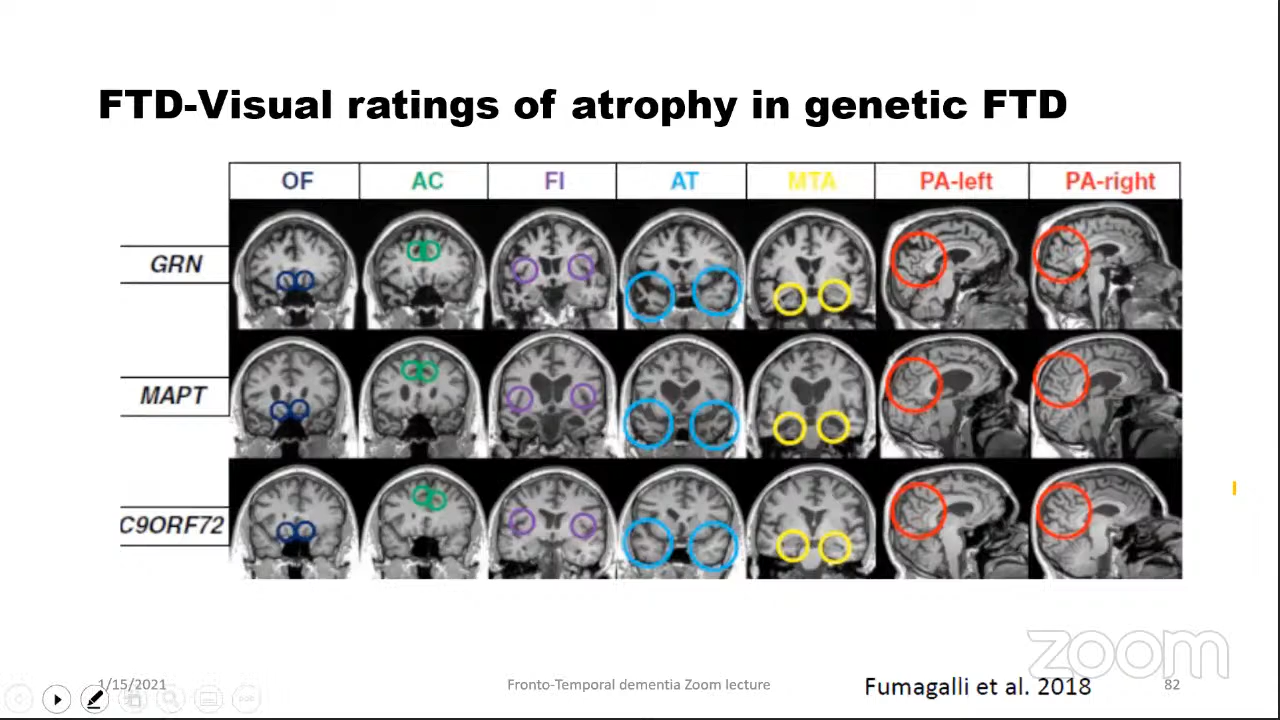 FTD-Visual ratings of atrophy in genetic FTD
OF AC FI AT MTA PA-left PA-right
GRN
MAPT
C9ORF72
zoom
1/15/2021 Fronto-Temporal dementia Zoom lecture Fumagalli et al. 2018 82